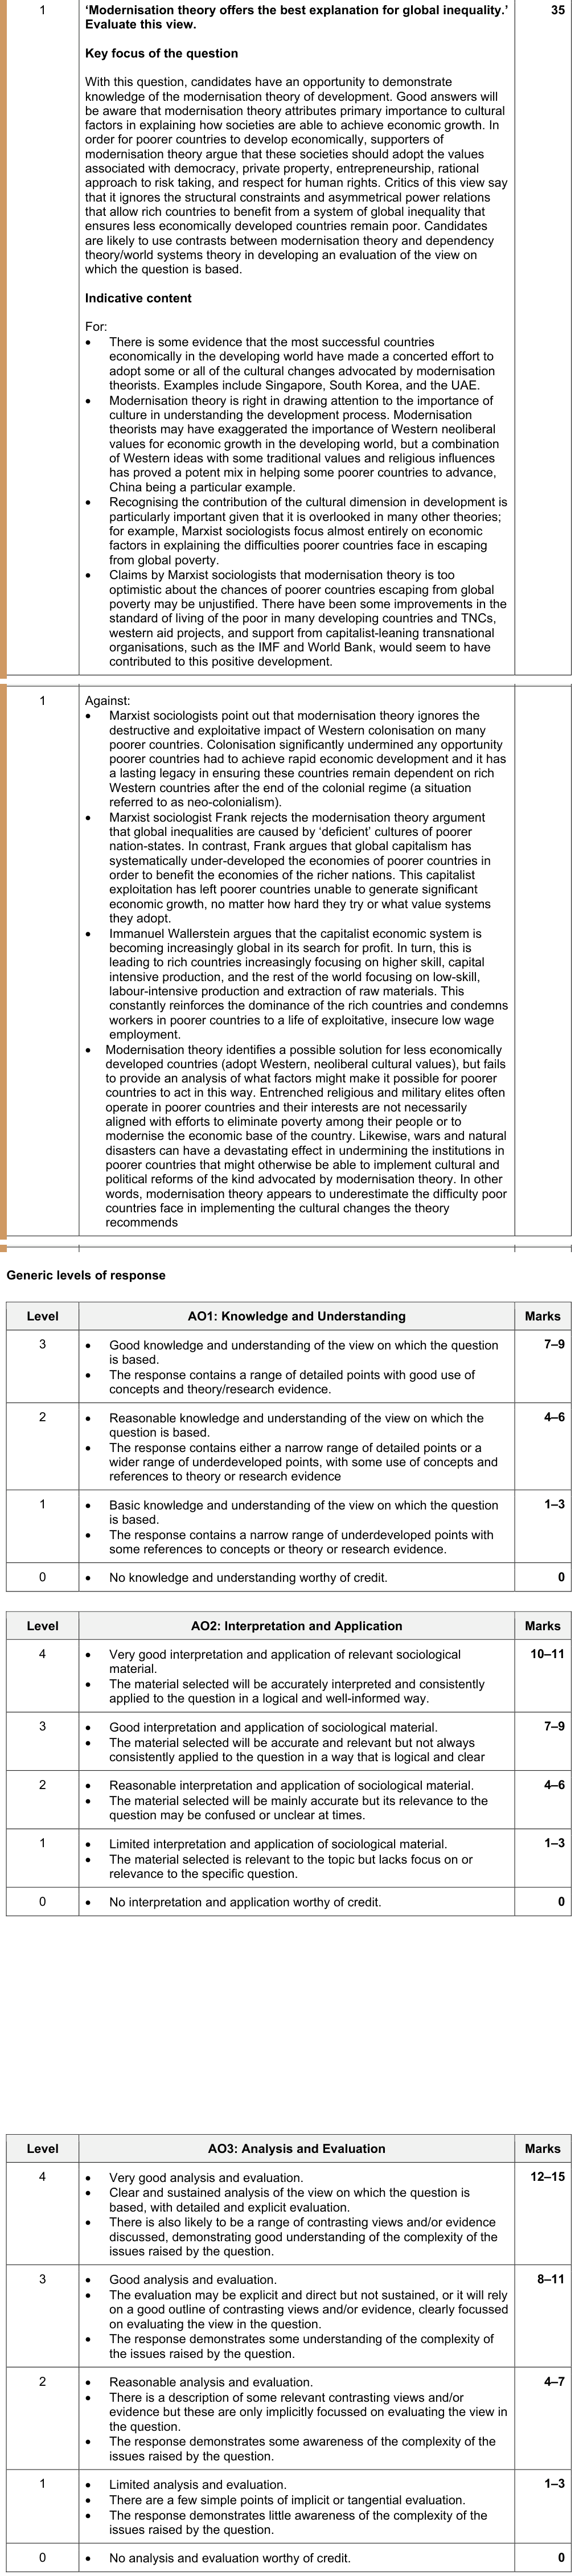 1
‘Modernisation theory offers the best explanation for global inequality.’
35
Evaluate this view.
Key focus of the question
With this question, candidates have an opportunity to demonstrate
knowledge of the modernisation theory of development. Good answers will
be aware that modernisation theory attributes primary importance to cultural
factors in explaining how societies are able to achieve economic growth. In
order for poorer countries to develop economically, supporters of
modernisation theory argue that these societies should adopt the values
associated with democracy, private property, entrepreneurship, rational
approach to risk taking, and respect for human rights. Critics of this view say
that it ignores the structural constraints and asymmetrical power relations
that allow rich countries to benefit from a system of global inequality that
ensures less economically developed countries remain poor. Candidates
are likely to use contrasts between modernisation theory and dependency
theory/world systems theory in developing an evaluation of the view on
which the question is based.
Indicative content
For:
• There is some evidence that the most successful countries
economically in the developing world have made a concerted effort to
adopt some or all of the cultural changes advocated by modernisation
theorists. Examples include Singapore, South Korea, and the UAE.
• Modernisation theory is right in drawing attention to the importance of
culture in understanding the development process. Modernisation
theorists may have exaggerated the importance of Western neoliberal
values for economic growth in the developing world, but a combination
of Western ideas with some traditional values and religious influences
has proved a potent mix in helping some poorer countries to advance,
China being a particular example.
• Recognising the contribution of the cultural dimension in development is
particularly important given that it is overlooked in many other theories;
for example, Marxist sociologists focus almost entirely on economic
factors in explaining the difficulties poorer countries face in escaping
from global poverty.
• Claims by Marxist sociologists that modernisation theory is too
optimistic about the chances of poorer countries escaping from global
poverty may be unjustified. There have been some improvements in the
standard of living of the poor in many developing countries and TNCs,
western aid projects, and support from capitalist-leaning transnational
organisations, such as the IMF and World Bank, would seem to have
contributed to this positive development.
1
Against:
• Marxist sociologists point out that modernisation theory ignores the
destructive and exploitative impact of Western colonisation on many
poorer countries. Colonisation significantly undermined any opportunity
poorer countries had to achieve rapid economic development and it has
a lasting legacy in ensuring these countries remain dependent on rich
Western countries after the end of the colonial regime (a situation
referred to as neo-colonialism).
• Marxist sociologist Frank rejects the modernisation theory argument
that global inequalities are caused by ‘deficient’ cultures of poorer
nation-states. In contrast, Frank argues that global capitalism has
systematically under-developed the economies of poorer countries in
order to benefit the economies of the richer nations. This capitalist
exploitation has left poorer countries unable to generate significant
economic growth, no matter how hard they try or what value systems
they adopt.
• Immanuel Wallerstein argues that the capitalist economic system is
becoming increasingly global in its search for profit. In turn, this is
leading to rich countries increasingly focusing on higher skill, capital
intensive production, and the rest of the world focusing on low-skill,
labour-intensive production and extraction of raw materials. This
constantly reinforces the dominance of the rich countries and condemns
workers in poorer countries to a life of exploitative, insecure low wage
employment.
• Modernisation theory identifies a possible solution for less economically
developed countries (adopt Western, neoliberal cultural values), but fails
to provide an analysis of what factors might make it possible for poorer
countries to act in this way. Entrenched religious and military elites often
operate in poorer countries and their interests are not necessarily
aligned with efforts to eliminate poverty among their people or to
modernise the economic base of the country. Likewise, wars and natural
disasters can have a devastating effect in undermining the institutions in
poorer countries that might otherwise be able to implement cultural and
political reforms of the kind advocated by modernisation theory. In other
words, modernisation theory appears to underestimate the difficulty poor
countries face in implementing the cultural changes the theory
recommends
Generic levels of response
Level AO1: Knowledge and Understanding Marks
3 • Good knowledge and understanding of the view on which the question 7–9
is based.
• The response contains a range of detailed points with good use of
concepts and theory/research evidence.
2 • Reasonable knowledge and understanding of the view on which the 4–6
question is based.
• The response contains either a narrow range of detailed points or a
wider range of underdeveloped points, with some use of concepts and
references to theory or research evidence
1 • Basic knowledge and understanding of the view on which the question 1–3
is based.
• The response contains a narrow range of underdeveloped points with
some references to concepts or theory or research evidence.
0 • No knowledge and understanding worthy of credit. 0
Level AO2: Interpretation and Application Marks
4 • Very good interpretation and application of relevant sociological 10–11
material.
• The material selected will be accurately interpreted and consistently
applied to the question in a logical and well-informed way.
3 • Good interpretation and application of sociological material. 7–9
• The material selected will be accurate and relevant but not always
consistently applied to the question in a way that is logical and clear
2 • Reasonable interpretation and application of sociological material. 4–6
• The material selected will be mainly accurate but its relevance to the
question may be confused or unclear at times.
1 • Limited interpretation and application of sociological material. 1–3
• The material selected is relevant to the topic but lacks focus on or
relevance to the specific question.
0 • No interpretation and application worthy of credit. 0
Level AO3: Analysis and Evaluation Marks
4 • Very good analysis and evaluation. 12–15
• Clear and sustained analysis of the view on which the question is
based, with detailed and explicit evaluation.
• There is also likely to be a range of contrasting views and/or evidence
discussed, demonstrating good understanding of the complexity of the
issues raised by the question.
3 • Good analysis and evaluation. 8–11
• The evaluation may be explicit and direct but not sustained, or it will rely
on a good outline of contrasting views and/or evidence, clearly focussed
on evaluating the view in the question.
• The response demonstrates some understanding of the complexity of
the issues raised by the question.
2 • Reasonable analysis and evaluation. 4–7
• There is a description of some relevant contrasting views and/or
evidence but these are only implicitly focussed on evaluating the view in
the question.
• The response demonstrates some awareness of the complexity of the
issues raised by the question.
1 • Limited analysis and evaluation. 1–3
• There are a few simple points of implicit or tangential evaluation.
• The response demonstrates little awareness of the complexity of the
issues raised by the question.
0 • No analysis and evaluation worthy of credit. 0